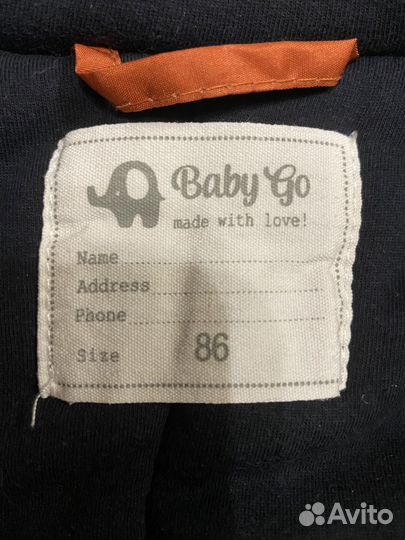 Baby Go
made with love!
Name
Address
Phone
Size 86
Avito